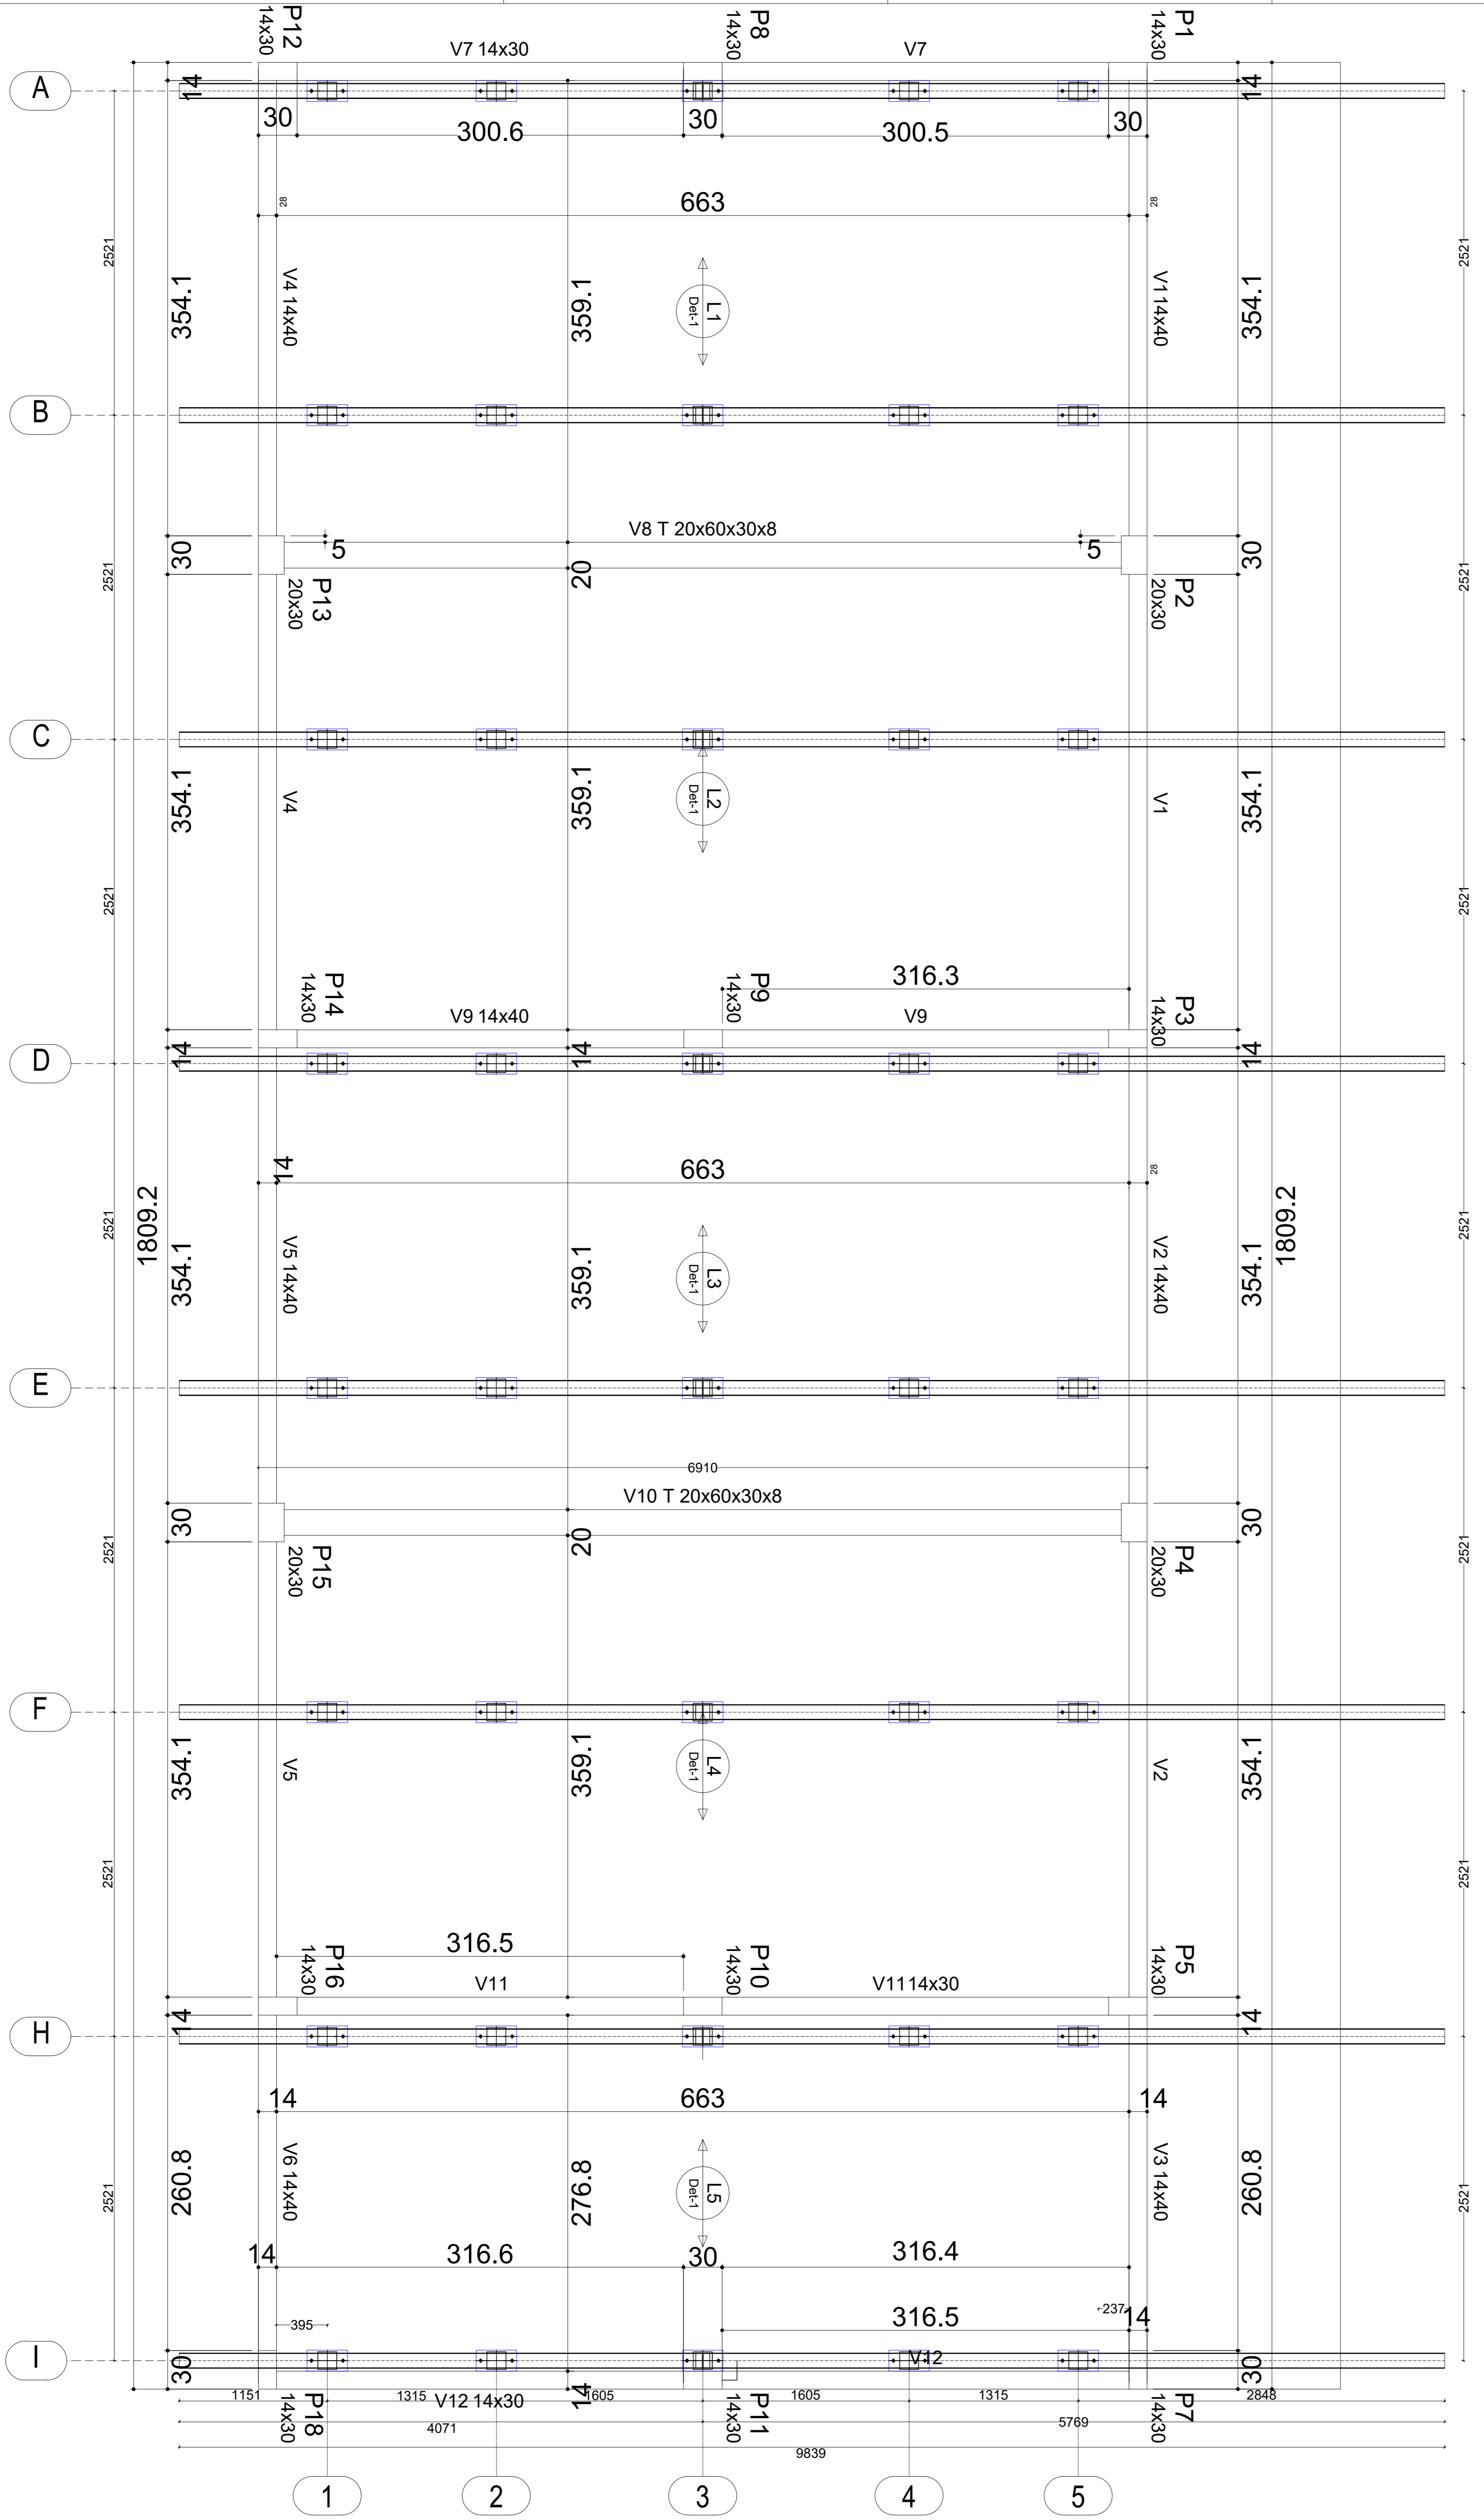 P12
14x30
V7 14x30
P8
14x30
V7
P1
14x30
A
14
14
30
300.6
30
300.5
30
28
663
28
2521
354.1
V4 14x40
359.1
L1
Det-1
V114x40
354.1
2521
B
V8 T 20x60x30x8
30
5
20
5
30
2521
P13
20x30
P2
20x30
2521
C
354.1
V4
359.1
L2
Det-1
V1
354.1
2521
2521
316.3
P14
14x30
P9
14x30
P3
14x30
V9 14x40
V9
D
14
14
14
14
663
28
1809.2
2521
354.1
V5 14x40
359.1
L3
Det-1
V2 14x40
354.1
1809.2
2521
E
6910
V10 T 20x60x30x8
30
20
30
2521
P15
20x30
P4
20x30
2521
F
354.1
V5
359.1
L4
Det-1
V2
354.1
2521
2521
316.5
P16
14x30
P10
14x30
P5
14x30
V11
V1114x30
14
14
H
14
663
14
2521
260.8
V6 14x40
276.8
L5
Det-1
V3 14x40
260.8
2521
14
316.6
30
316.4
395
316.5
237
14
I
30
V12
30
1151
1315
V12 14x30
1605
14
1605
1315
2848
P18
14x30
P11
14x30
P7
14x30
4071
5769
9839
1
2
3
4
5